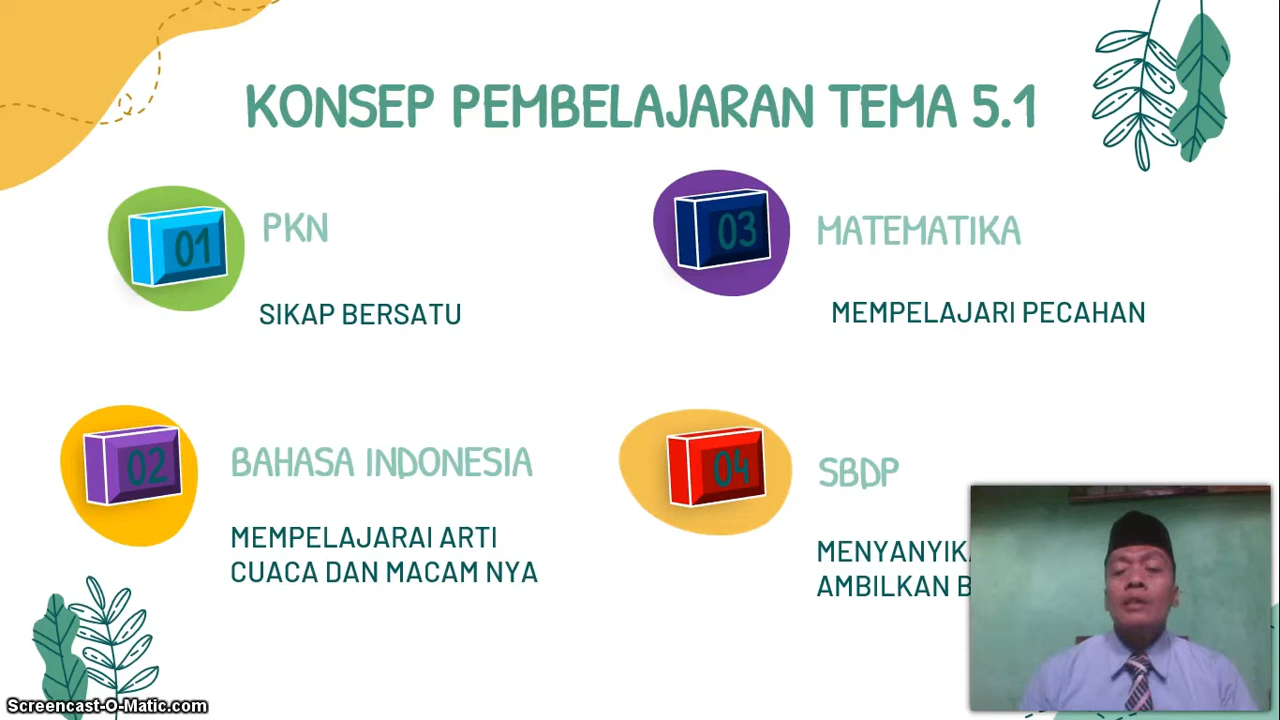 KONSEP PEMBELAJARAN TEMA 5.1
01
PKN
SIKAP BERSATU
02
BAHASA INDONESIA
MEMPELAJARAI ARTI
CUACA DAN MACAM NYA
03
MATEMATIKA
MEMPELAJARI PECAHAN
04
SBDP
AMBILKAN
Screencast-O-Matic.com